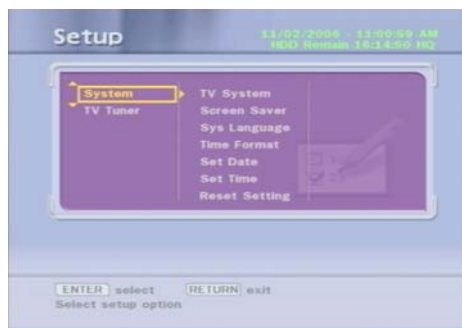 Setup
11/02/2006 - 11:00:59 AM
HDD Remain 16:14:50 HQ
System
TV Tuner
TV System
Screen Saver
Sys Language
Time Format
Set Date
Set Time
Reset Setting
ENTER select RETURN exit
Select setup option